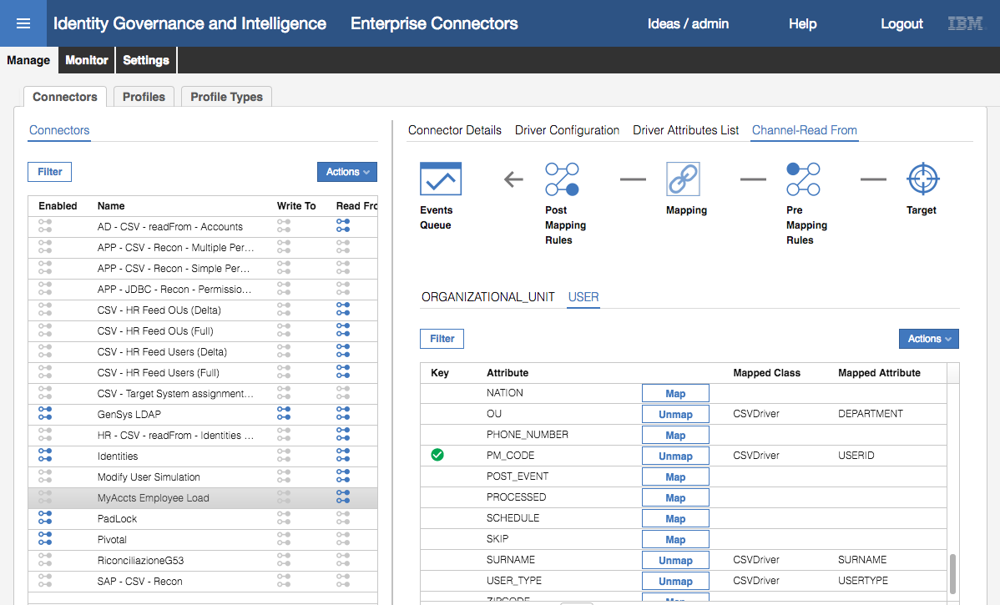 Identity Governance and Intelligence Enterprise Connectors Ideas / admin Help Logout IBM
Manage Monitor Settings
Connectors Profiles Profile Types
Connectors
Filter Actions
Enabled Name Write To Read Fro
AD - CSV - readFrom - Accounts
APP - CSV - Recon - Multiple Per...
APP - CSV - Recon - Simple Per...
APP - JDBC - Recon - Permissio...
CSV - HR Feed OUs (Delta)
CSV - HR Feed OUs (Full)
CSV - HR Feed Users (Delta)
CSV - HR Feed Users (Full)
CSV - Target System assignment...
GenSys LDAP
HR - CSV - readFrom - Identities ...
Identities
Modify User Simulation
MyAccts Employee Load
PadLock
Pivotal
RiconciliazioneG53
SAP - CSV - Recon
Connector Details Driver Configuration Driver Attributes List Channel-Read From
Events
Queue
Post
Mapping
Rules
Mapping
Pre
Mapping
Rules
Target
ORGANIZATIONAL_UNIT USER
Filter Actions
Key Attribute Mapped Class Mapped Attribute
NATION Map
OU Unmap CSVDriver DEPARTMENT
PHONE_NUMBER Map
PM_CODE Unmap CSVDriver USERID
POST_EVENT Map
PROCESSED Map
SCHEDULE Map
SKIP Map
SURNAME Unmap CSVDriver SURNAME
USER_TYPE Unmap CSVDriver USERTYPE
ZIPCODE Map